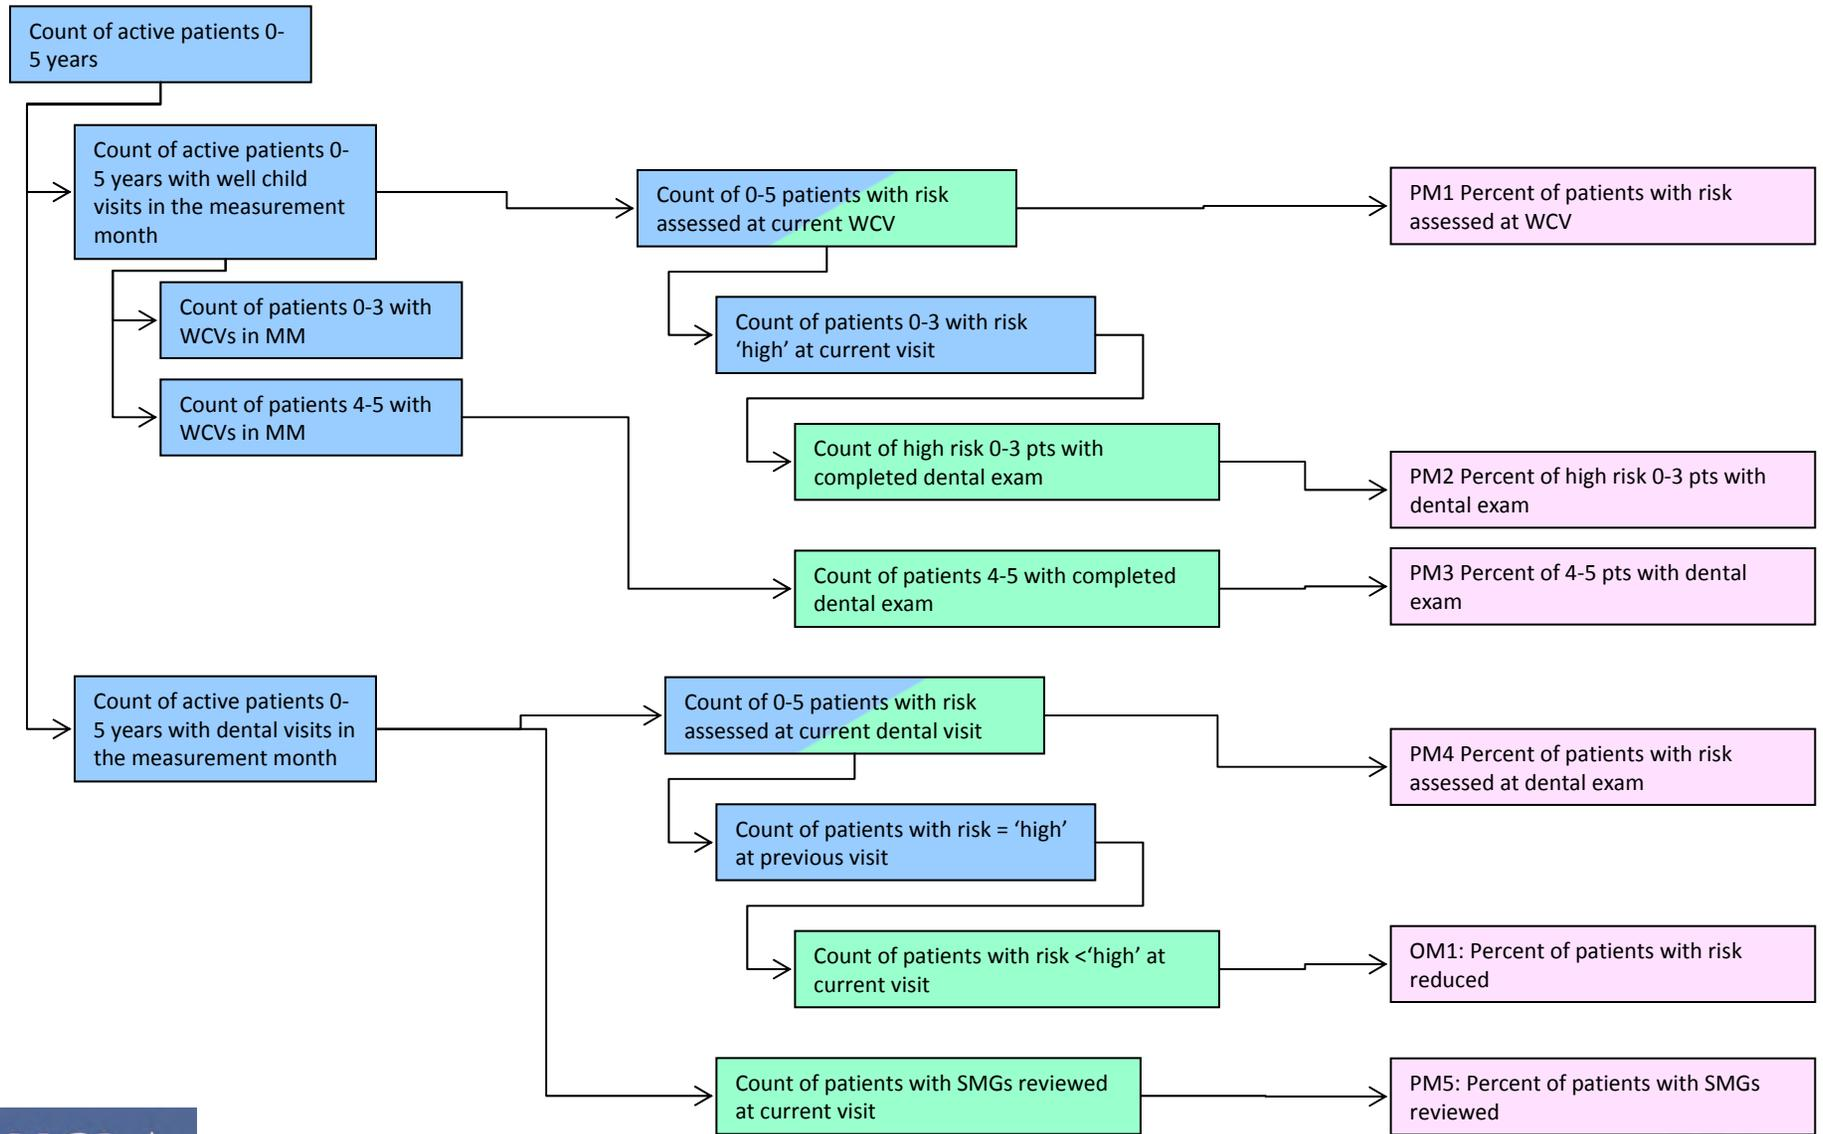 Count of active patients 0-
5 years
Count of active patients 0-
5 years with well child
visits in the measurement
month
Count of 0-5 patients with risk
assessed at current WCV
PM1 Percent of patients with risk
assessed at WCV
Count of patients 0-3 with
WCVs in MM
Count of patients 0-3 with risk
‘high’ at current visit
Count of patients 4-5 with
WCVs in MM
Count of high risk 0-3 pts with
completed dental exam
PM2 Percent of high risk 0-3 pts with
dental exam
Count of patients 4-5 with completed
dental exam
PM3 Percent of 4-5 pts with dental
exam
Count of active patients 0-
5 years with dental visits in
the measurement month
Count of 0-5 patients with risk
assessed at current dental visit
PM4 Percent of patients with risk
assessed at dental exam
Count of patients with risk = ‘high’
at previous visit
Count of patients with risk <‘high’ at
current visit
OM1: Percent of patients with risk
reduced
Count of patients with SMGs reviewed
at current visit
PM5: Percent of patients with SMGs
reviewed